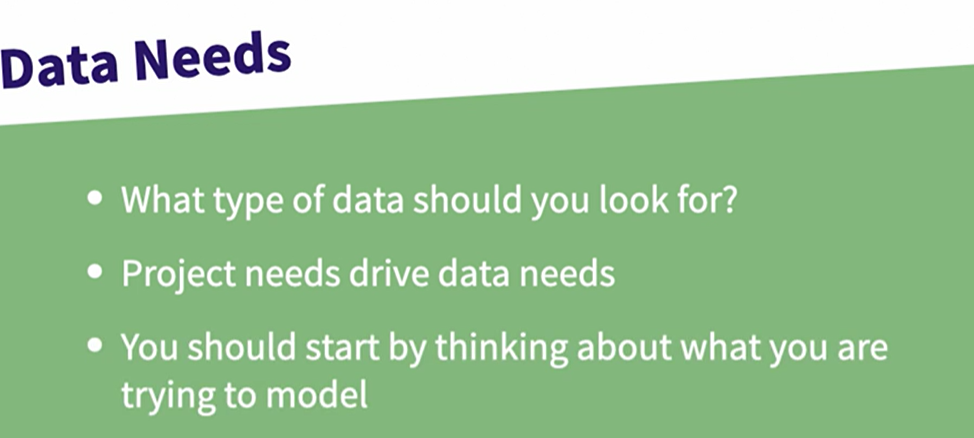 Data Needs
• What type of data should you look for?
• Project needs drive data needs
• You should start by thinking about what you are
trying to model